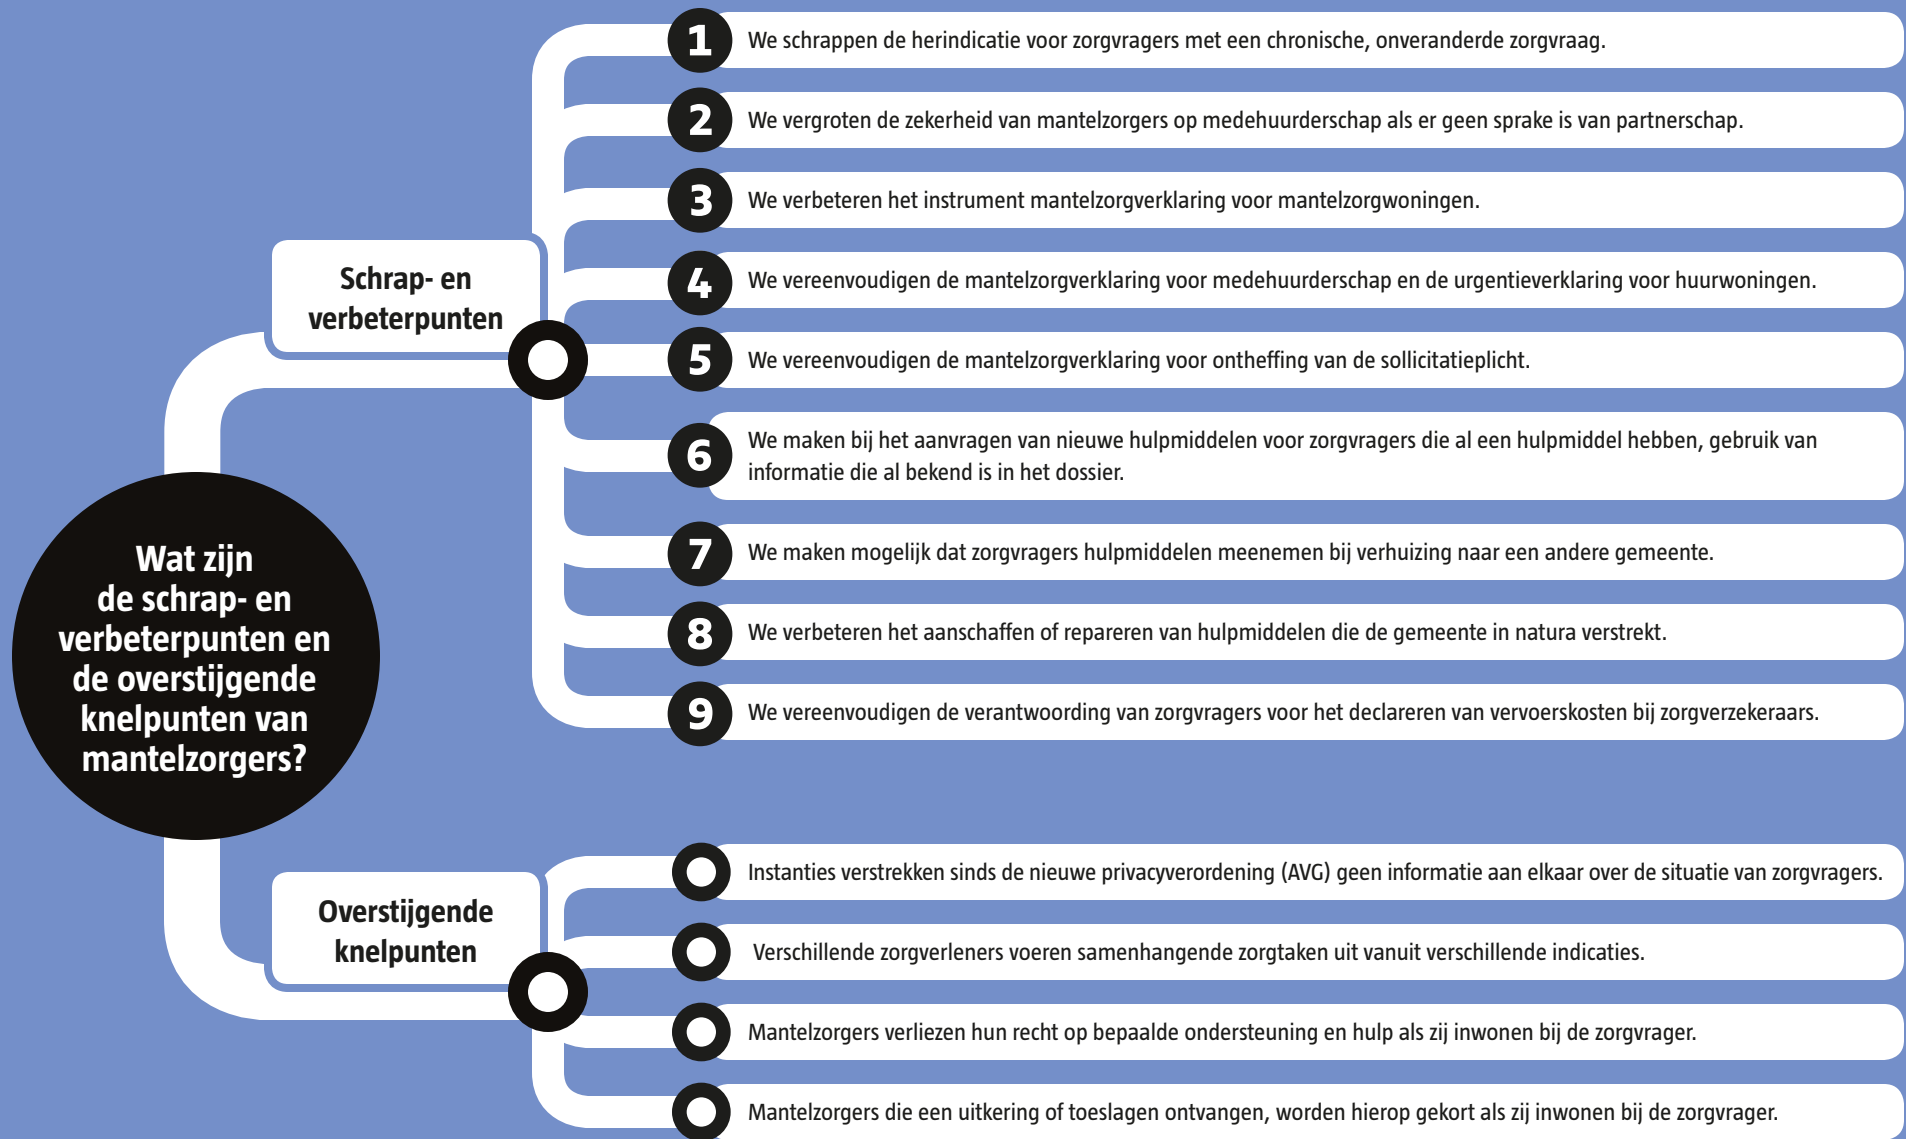 Wat zijn
de schrap- en
verbeterpunten en
de overstijgende
knelpunten van
mantelzorgers?
Schrap- en
verbeterpunten
1 We schrappen de herindicatie voor zorgvragers met een chronische, onveranderde zorgvraag.
2 We vergroten de zekerheid van mantelzorgers op medehuurderschap als er geen sprake is van partnerschap.
3 We verbeteren het instrument mantelzorgverklaring voor mantelzorgwoningen.
4 We vereenvoudigen de mantelzorgverklaring voor medehuurderschap en de urgentieverklaring voor huurwoningen.
5 We vereenvoudigen de mantelzorgverklaring voor ontheffing van de sollicitatieplicht.
6 We maken bij het aanvragen van nieuwe hulpmiddelen voor zorgvragers die al een hulpmiddel hebben, gebruik van
informatie die al bekend is in het dossier.
7 We maken mogelijk dat zorgvragers hulpmiddelen meenemen bij verhuizing naar een andere gemeente.
8 We verbeteren het aanschaffen of repareren van hulpmiddelen die de gemeente in natura verstrekt.
9 We vereenvoudigen de verantwoording van zorgvragers voor het declareren van vervoerskosten bij zorgverzekeraars.
Overstijgende
knelpunten
Instanties verstrekken sinds de nieuwe privacyverordening (AVG) geen informatie aan elkaar over de situatie van zorgvragers.
Verschillende zorgverleners voeren samenhangende zorgtaken uit vanuit verschillende indicaties.
Mantelzorgers verliezen hun recht op bepaalde ondersteuning en hulp als zij inwonen bij de zorgvrager.
Mantelzorgers die een uitkering of toeslagen ontvangen, worden hierop gekort als zij inwonen bij de zorgvrager.